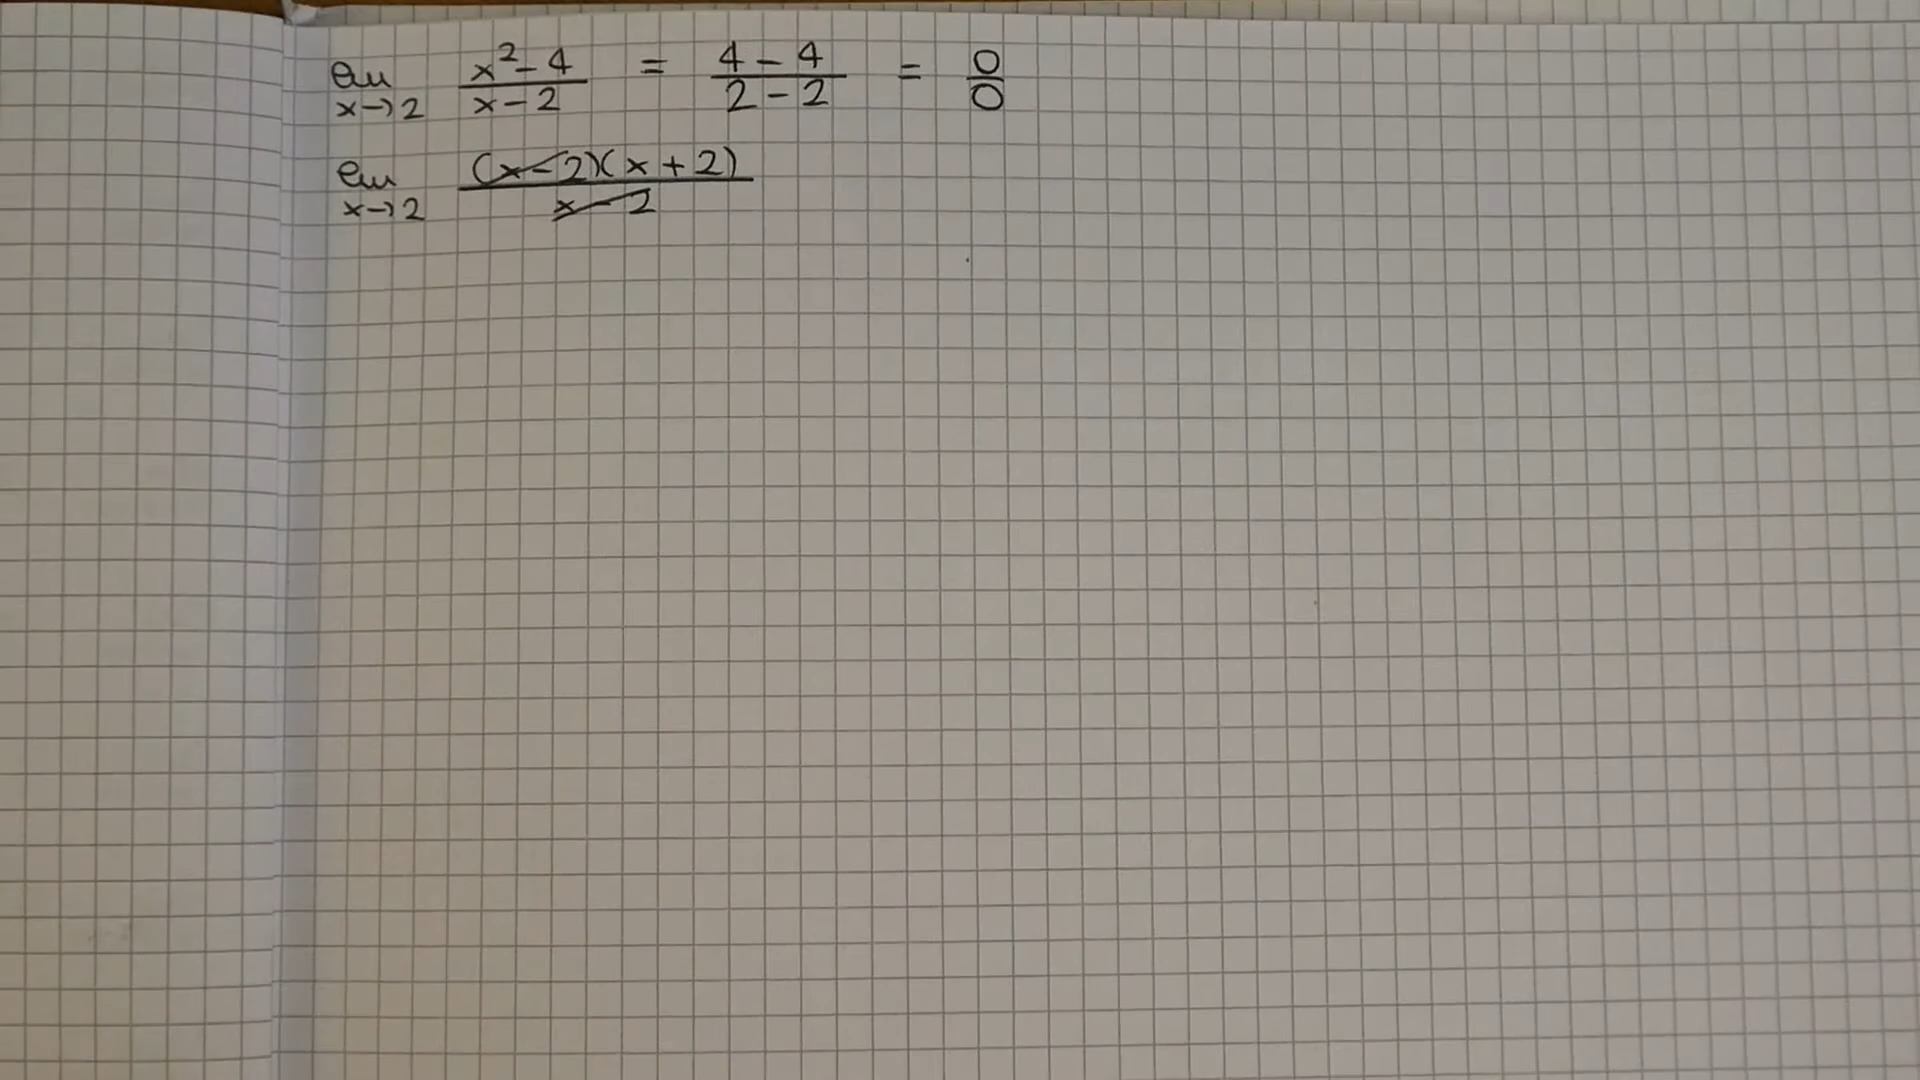 lim x→2 (x²-4)/(x-2) = (4-4)/(2-2) = 0/0
lim x→2 (x-2)(x+2)/(x-2)